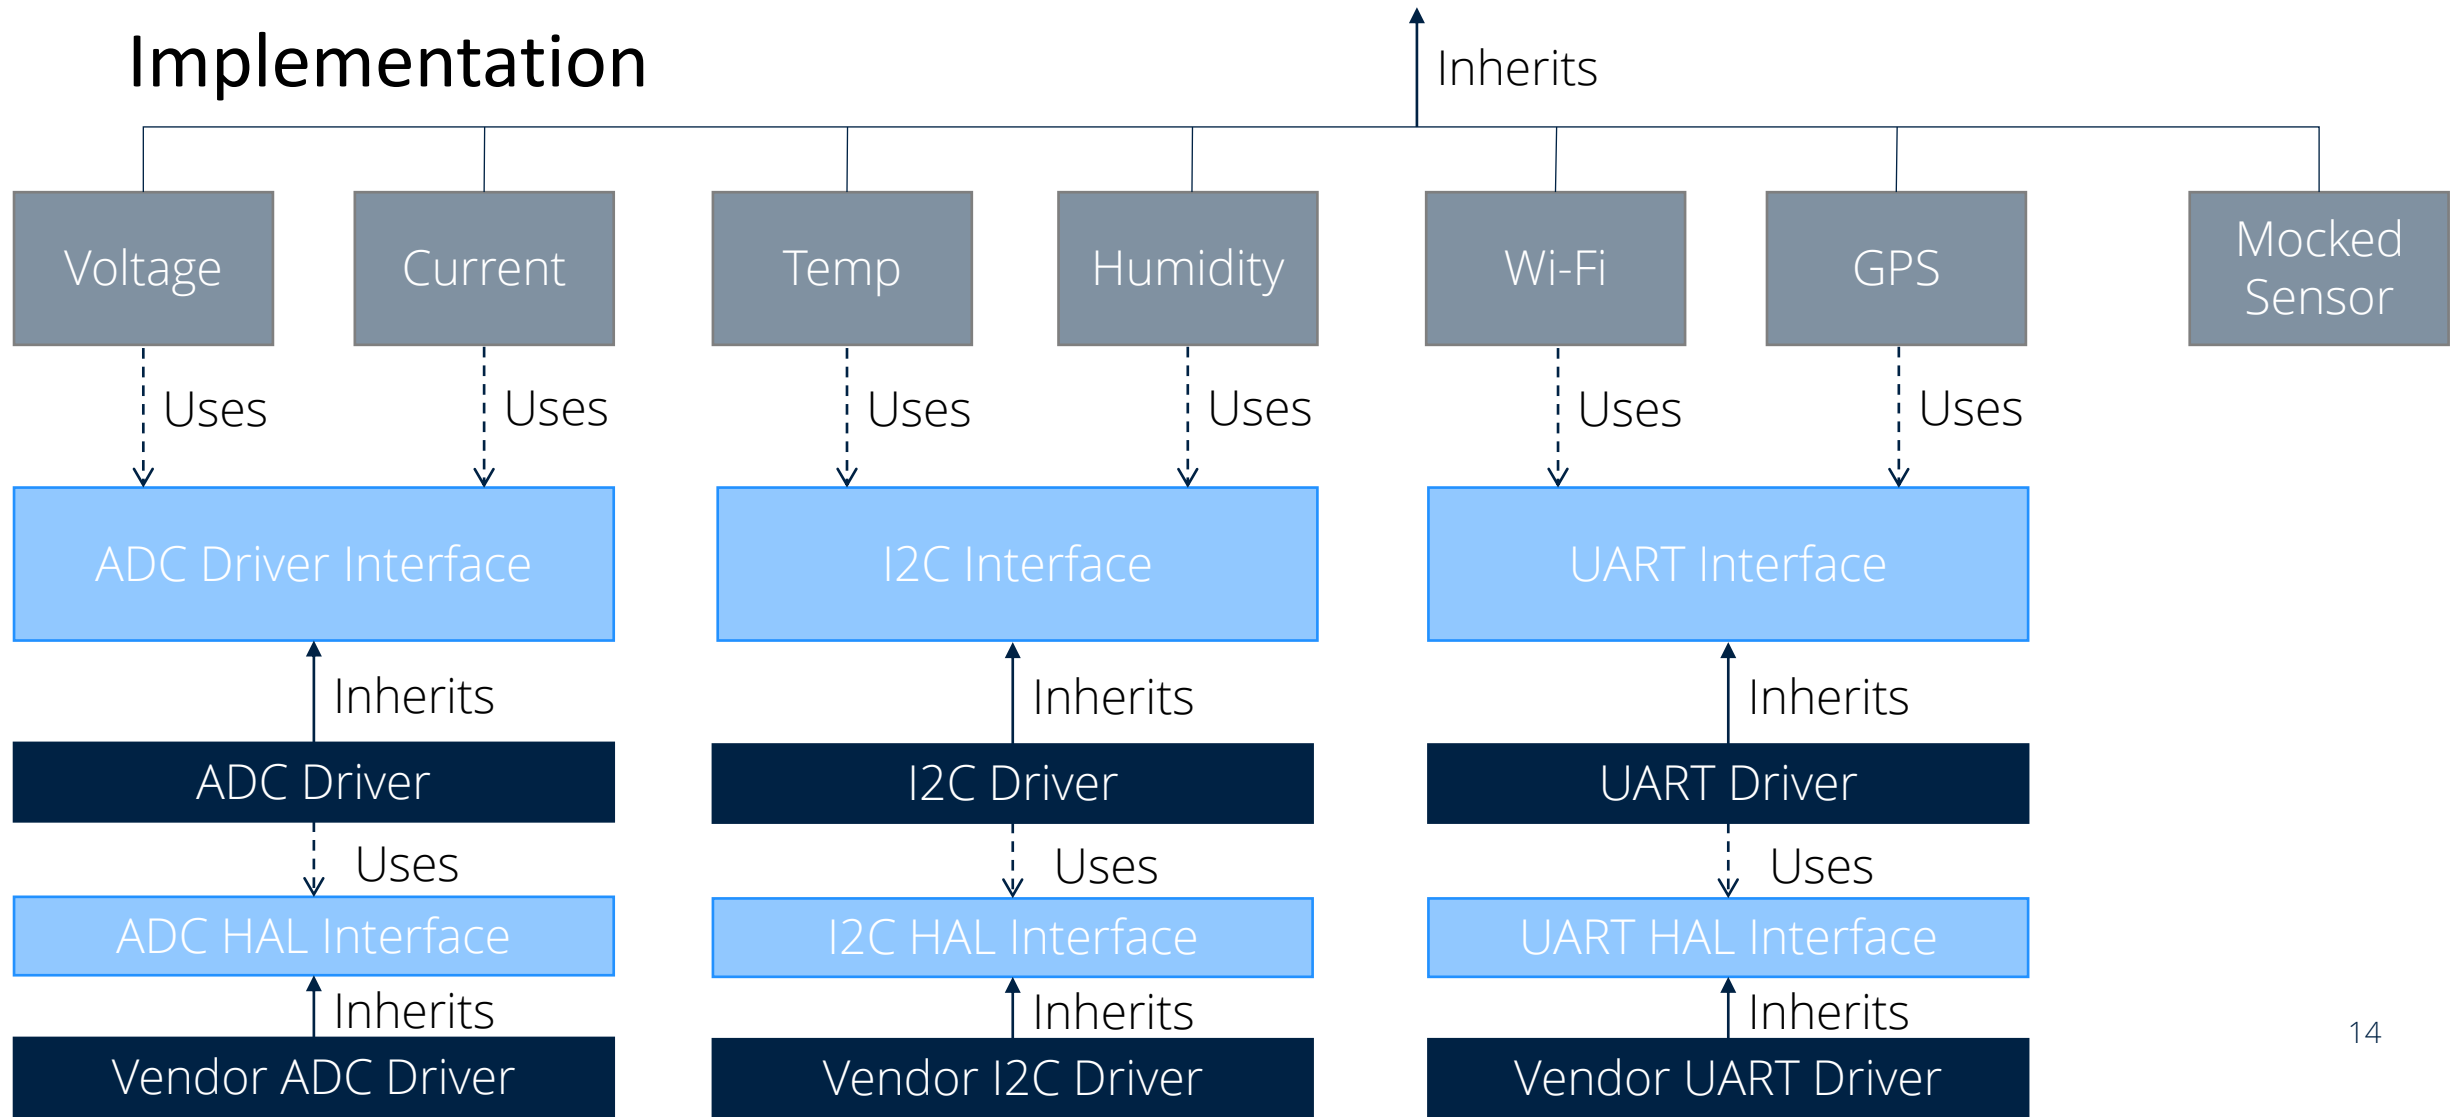 Implementation
Inherits
Voltage
Current
Temp
Humidity
Wi-Fi
GPS
Mocked
Sensor
Uses
Uses
Uses
Uses
Uses
Uses
ADC Driver Interface
I2C Interface
UART Interface
Inherits
Inherits
Inherits
ADC Driver
I2C Driver
UART Driver
Uses
Uses
Uses
ADC HAL Interface
I2C HAL Interface
UART HAL Interface
Inherits
Inherits
Inherits
Vendor ADC Driver
Vendor I2C Driver
Vendor UART Driver
14